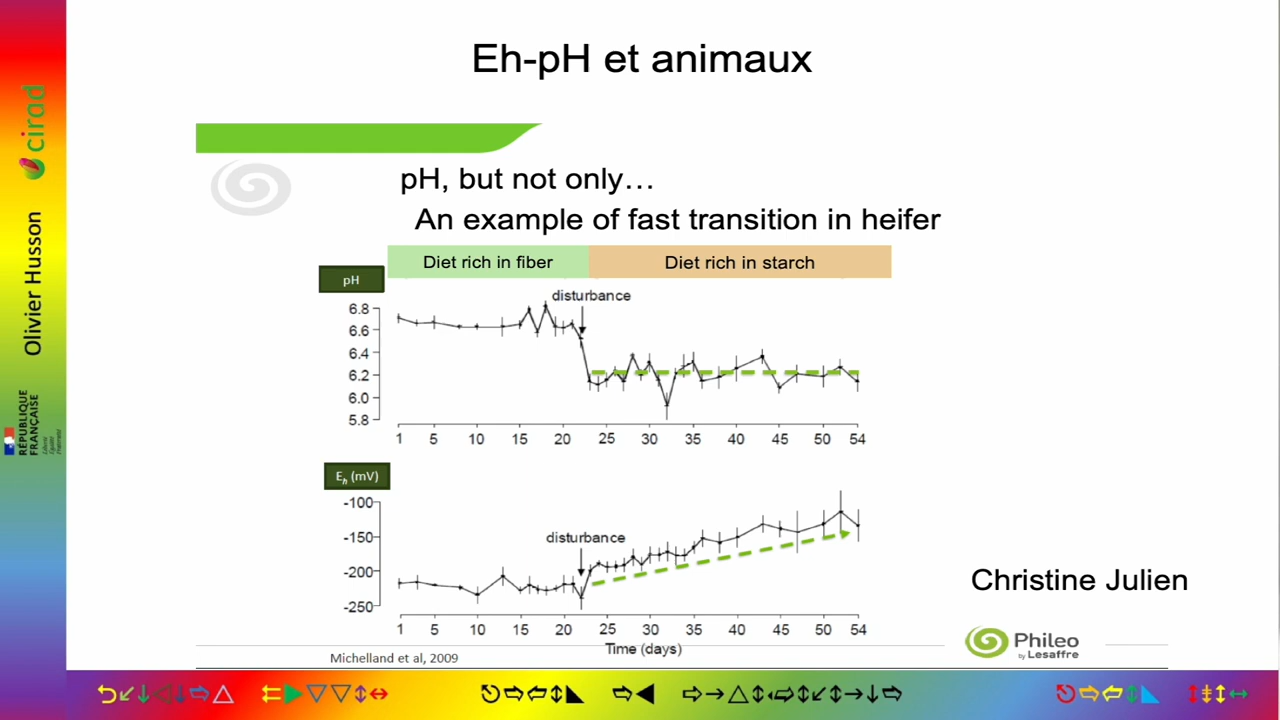 Eh-pH et animaux
cirad
Olivier Husson
RÉPUBLIQUE
FRANÇAISE
Liberté
Égalité
Fraternité
pH, but not only…
An example of fast transition in heifer
Diet rich in fiber
Diet rich in starch
pH
disturbance
6.8
6.6
6.4
6.2
6.0
5.8
1 5 10 15 20 25 30 35 40 45 50 54
Eh (mV)
-100
disturbance
-150
-200
-250
1 5 10 15 20 25 30 35 40 45 50 54
Time (days)
Michelland et al, 2009
Christine Julien
Phileo
by Lesaffre